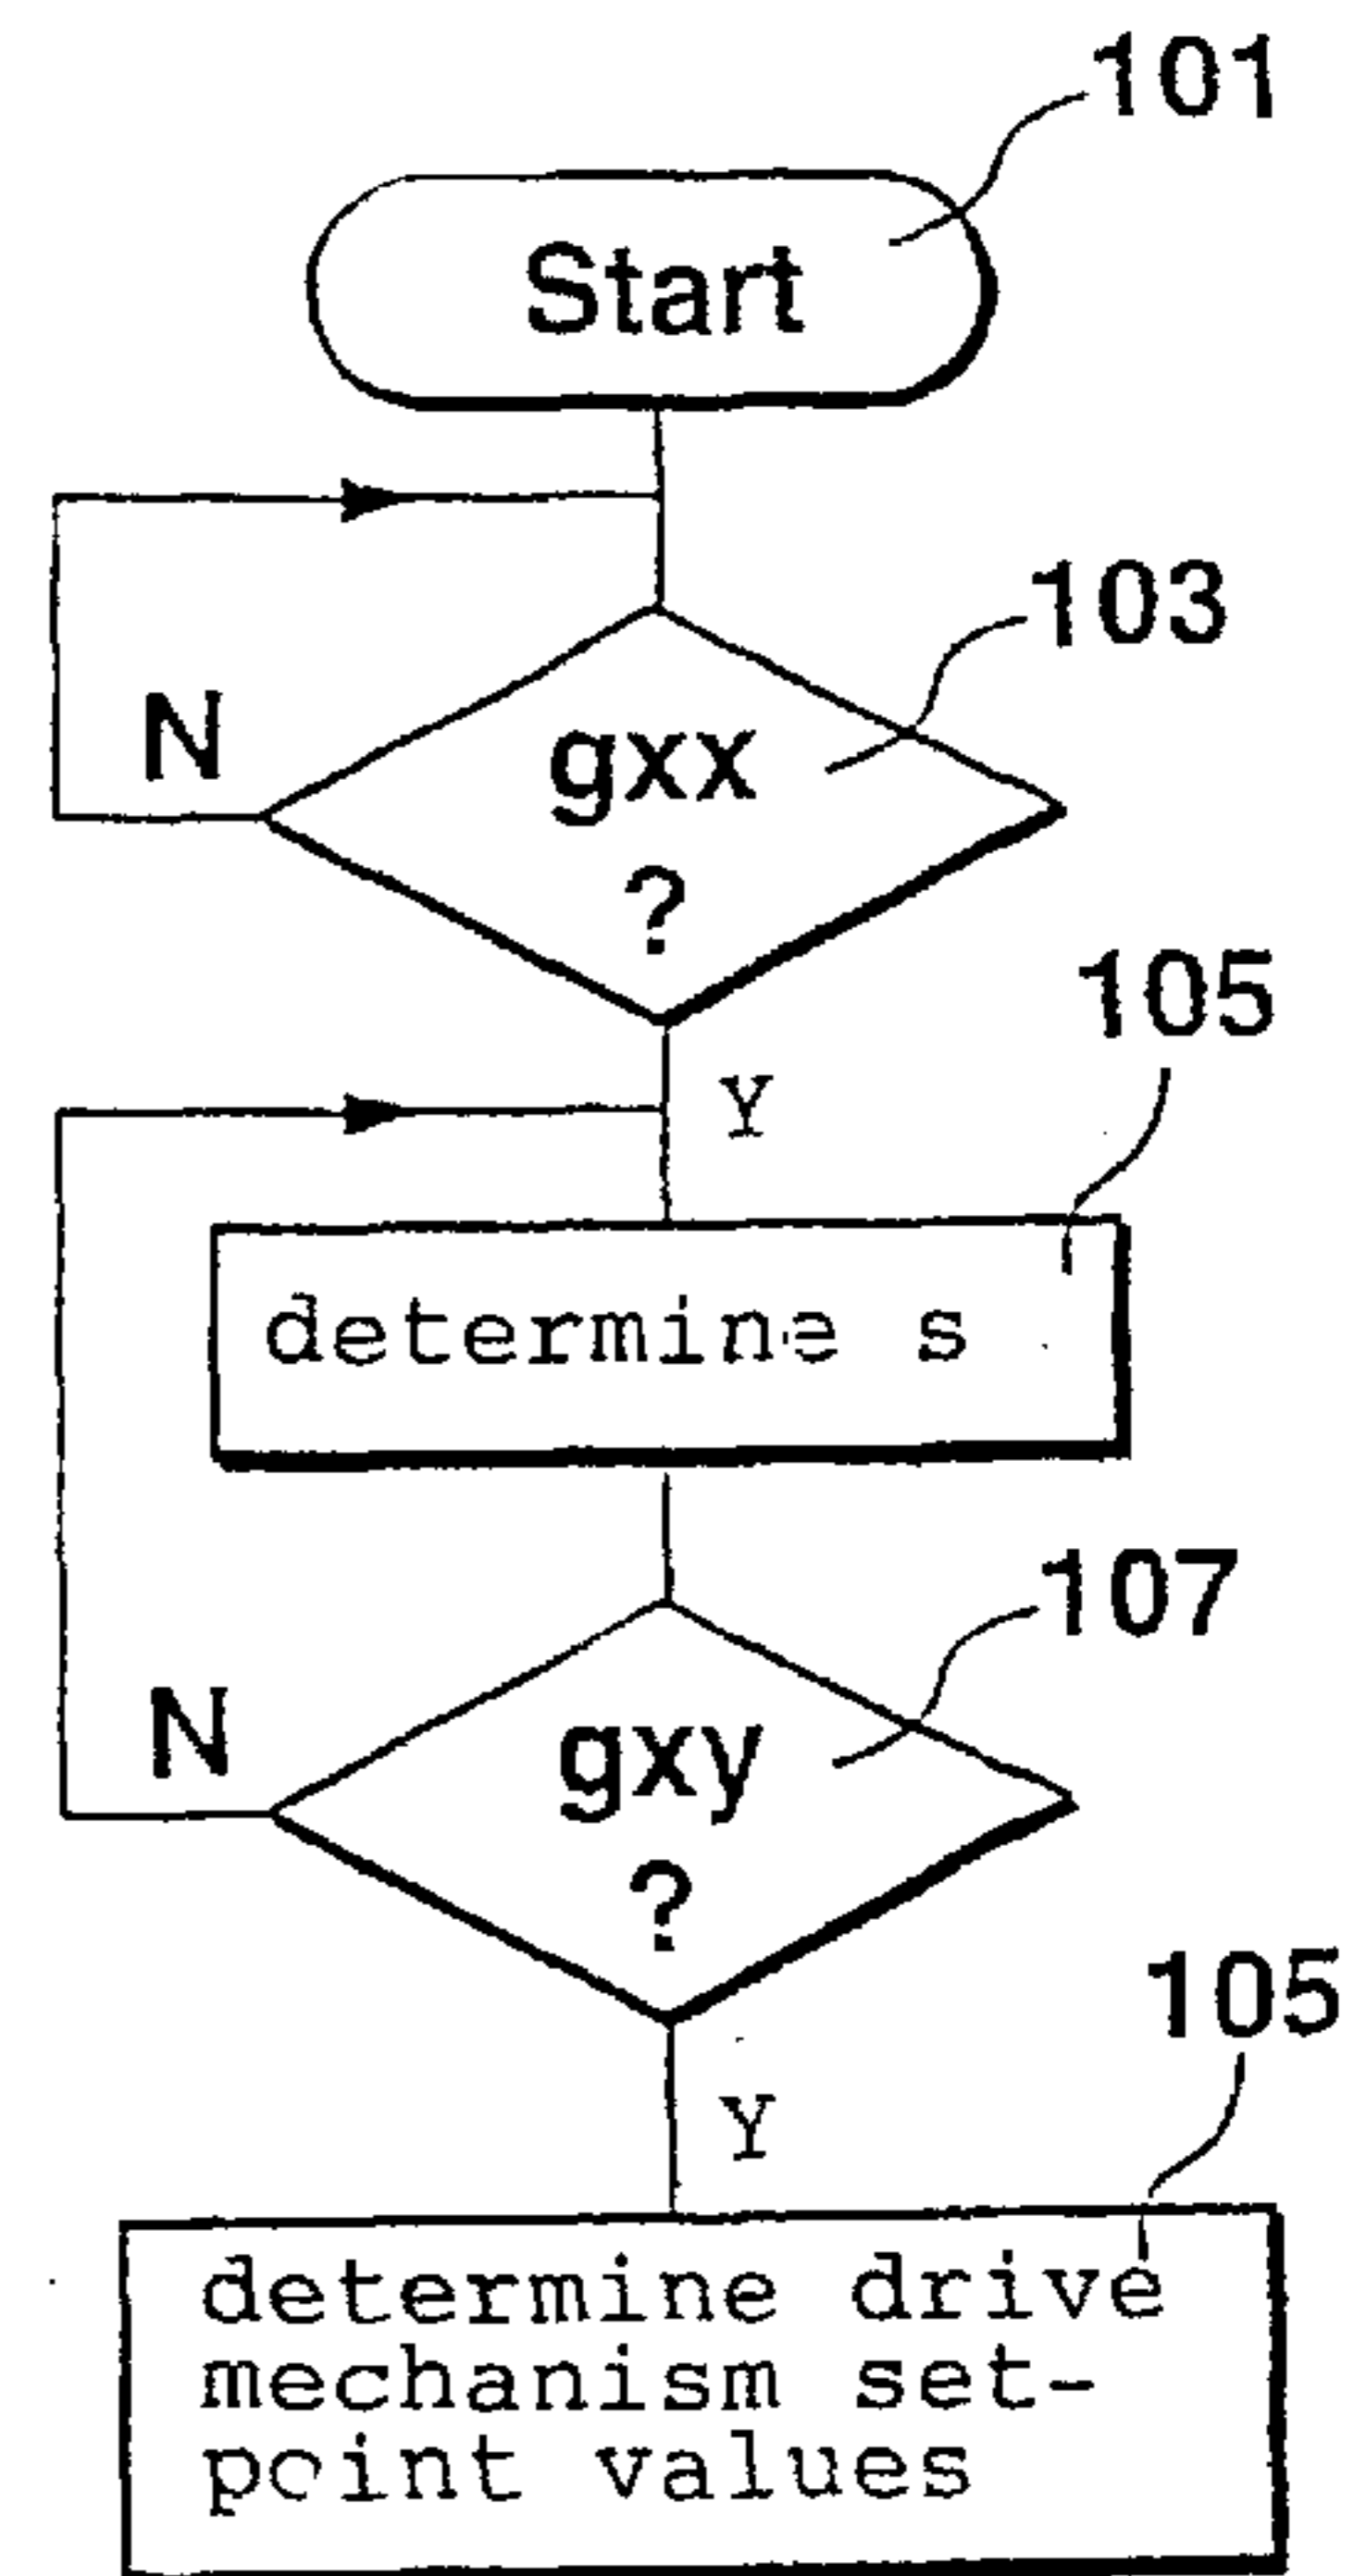 101
Start
103
N
gxx
?
105
Y
determine s
107
N
gxy
?
105
Y
determine drive
mechanism set-
point values